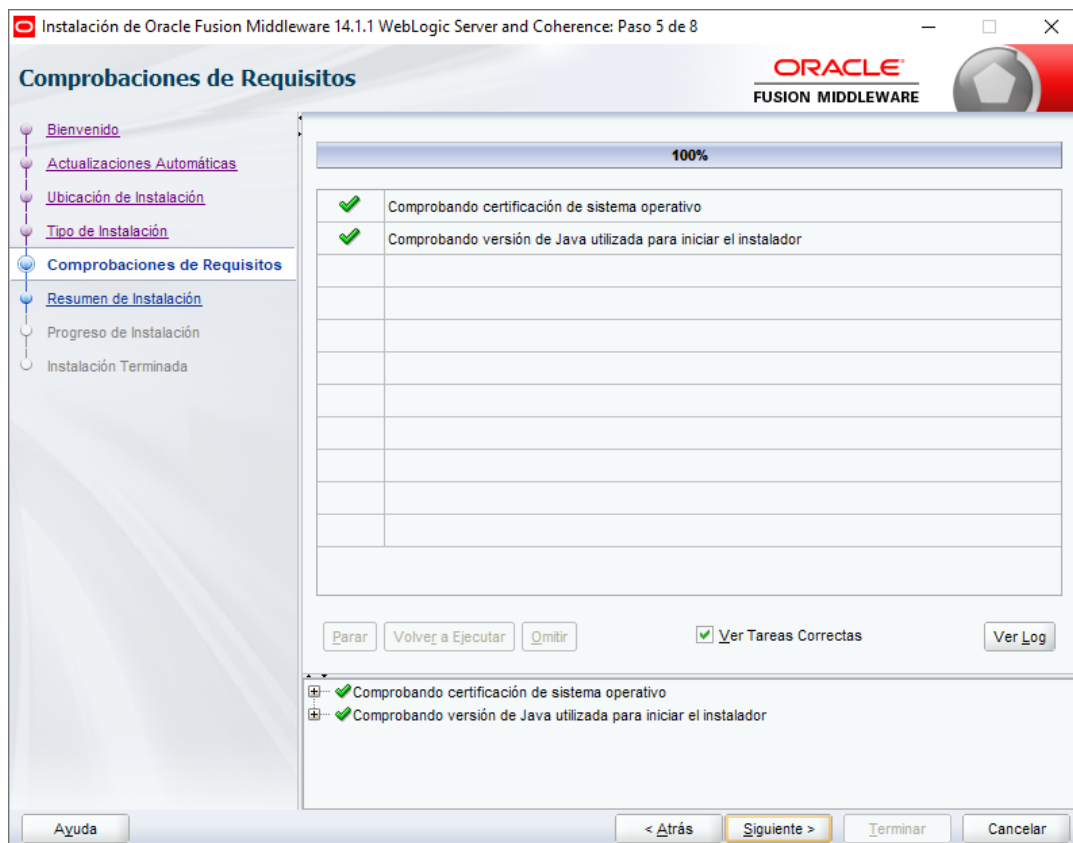 Instalación de Oracle Fusion Middleware 14.1.1 WebLogic Server and Coherence: Paso 5 de 8
Comprobaciones de Requisitos
ORACLE
FUSION MIDDLEWARE
Bienvenido
Actualizaciones Automáticas
Ubicación de Instalación
Tipo de Instalación
Comprobaciones de Requisitos
Resumen de Instalación
Progreso de Instalación
Instalación Terminada
100%
Comprobando certificación de sistema operativo
Comprobando versión de Java utilizada para iniciar el instalador
Parar
Volver a Ejecutar
Omitir
Ver Tareas Correctas
Ver Log
Comprobando certificación de sistema operativo
Comprobando versión de Java utilizada para iniciar el instalador
Ayuda
< Atrás
Siguiente >
Terminar
Cancelar